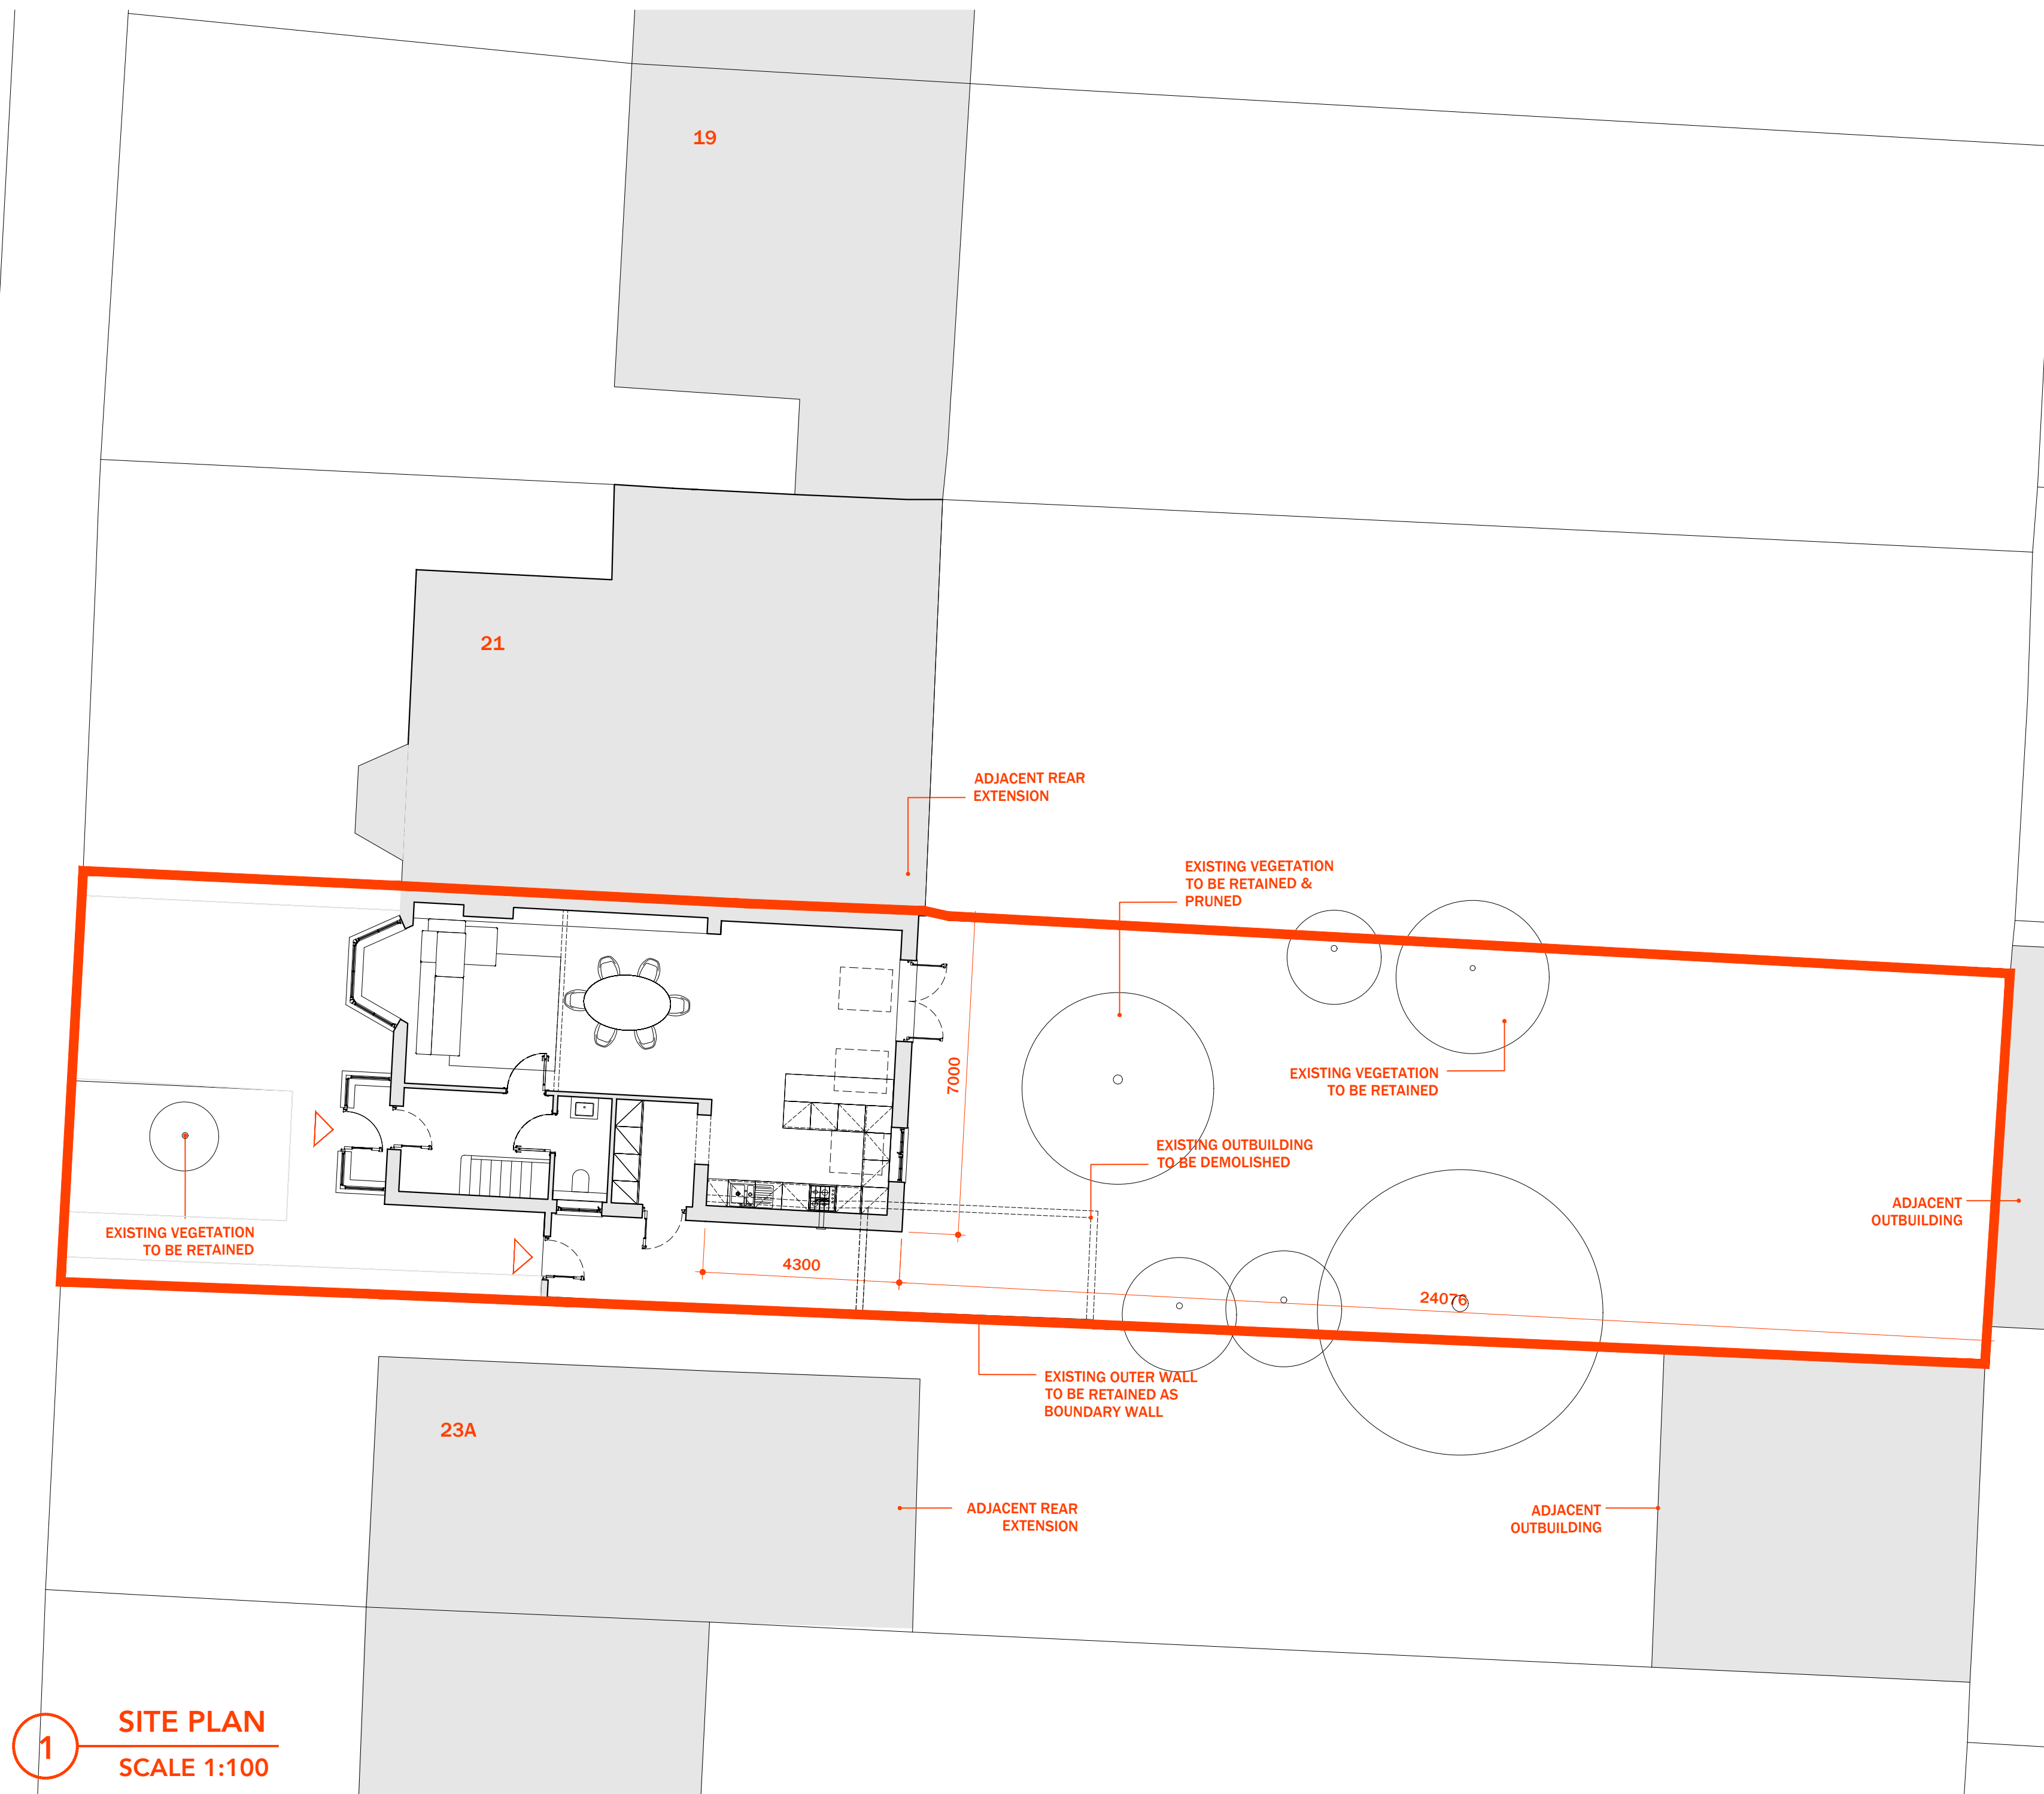 19
21
ADJACENT REAR
EXTENSION
EXISTING VEGETATION
TO BE RETAINED &
PRUNED
EXISTING VEGETATION
TO BE RETAINED
7000
EXISTING OUTBUILDING
TO BE DEMOLISHED
ADJACENT
OUTBUILDING
EXISTING VEGETATION
TO BE RETAINED
4300
24076
EXISTING OUTER WALL
TO BE RETAINED AS
BOUNDARY WALL
23A
ADJACENT REAR
EXTENSION
ADJACENT
OUTBUILDING
1
SITE PLAN
SCALE 1:100